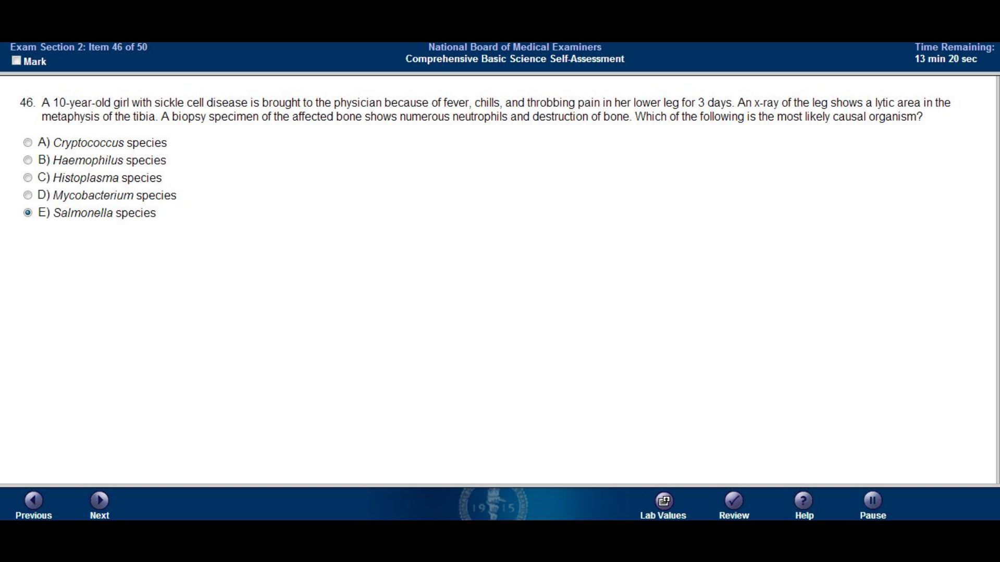 Exam Section 2: Item 46 of 50
National Board of Medical Examiners
Time Remaining:
Mark
Comprehensive Basic Science Self-Assessment
13 min 20 sec
46. A 10-year-old girl with sickle cell disease is brought to the physician because of fever, chills, and throbbing pain in her lower leg for 3 days. An x-ray of the leg shows a lytic area in the
metaphysis of the tibia. A biopsy specimen of the affected bone shows numerous neutrophils and destruction of bone. Which of the following is the most likely causal organism?
A) Cryptococcus species
B) Haemophilus species
C) Histoplasma species
D) Mycobacterium species
E) Salmonella species
1915
Previous
Next
Lab Values
Review
Help
Pause